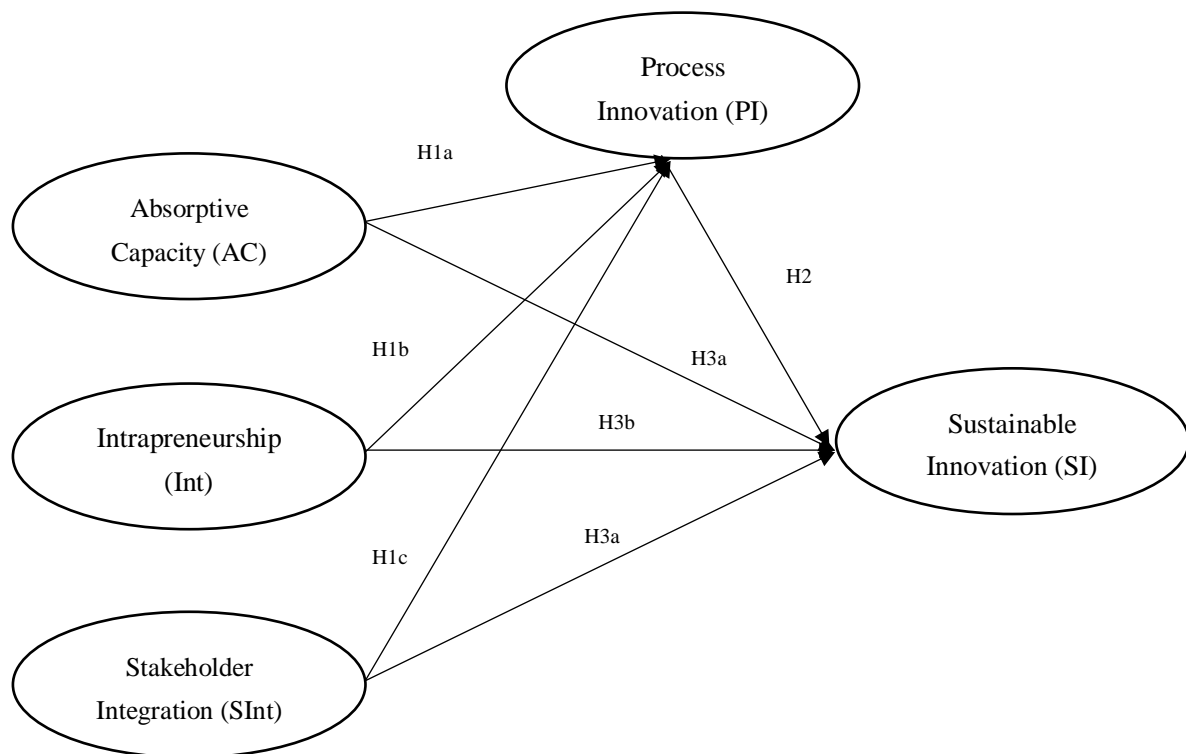 Process
Innovation (PI)
H1a
Absorptive
Capacity (AC)
H2
H1b
H3a
Intrapreneurship
(Int)
H3b
Sustainable
Innovation (SI)
H1c
H3a
Stakeholder
Integration (SInt)